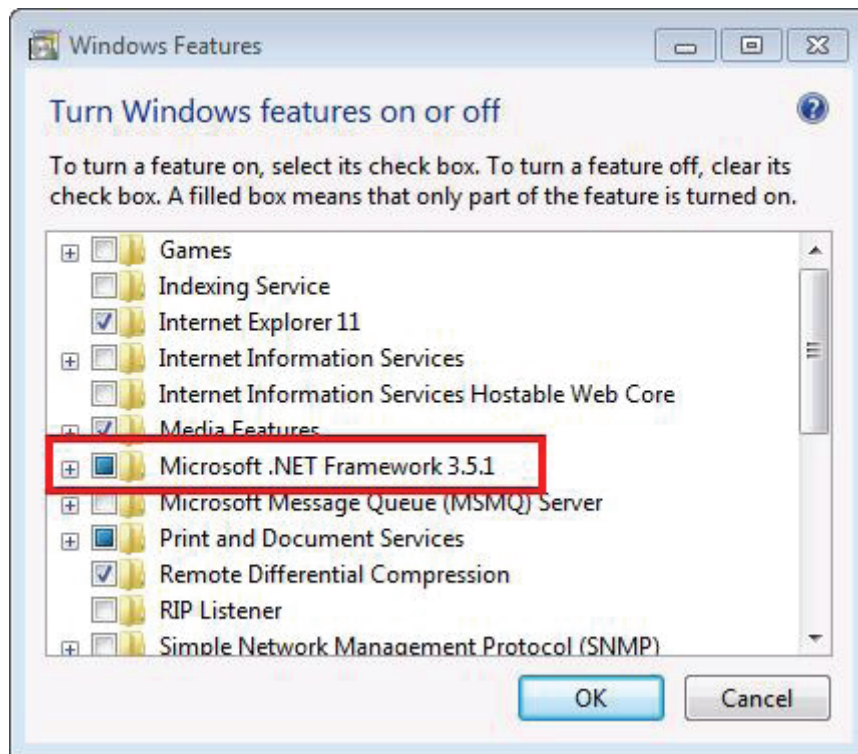 Windows Features
Turn Windows features on or off
To turn a feature on, select its check box. To turn a feature off, clear its
check box. A filled box means that only part of the feature is turned on.
Games
Indexing Service
Internet Explorer 11
Internet Information Services
Internet Information Services Hostable Web Core
Media Features
Microsoft .NET Framework 3.5.1
Microsoft Message Queue (MSMQ) Server
Print and Document Services
Remote Differential Compression
RIP Listener
Simple Network Management Protocol (SNMP)
OK Cancel